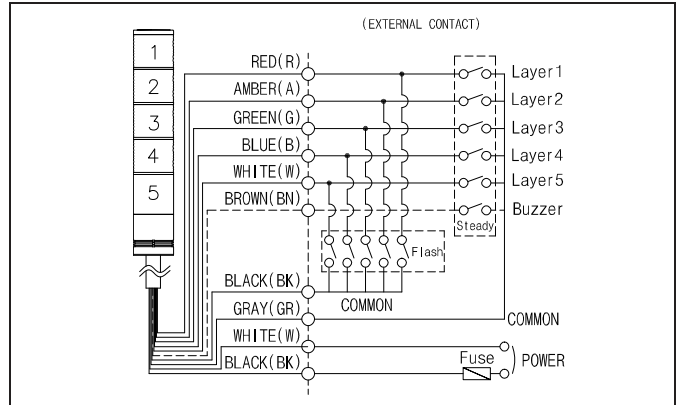 (EXTERNAL CONTACT)
1
2
3
4
5
RED(R)
AMBER(A)
GREEN(G)
BLUE(B)
WHITE(W)
BROWN(BN)
Layer1
Layer2
Layer3
Layer4
Layer5
Buzzer
Steady
Flash
BLACK(BK)
COMMON
GRAY(GR)
COMMON
WHITE(W)
BLACK(BK)
Fuse
POWER